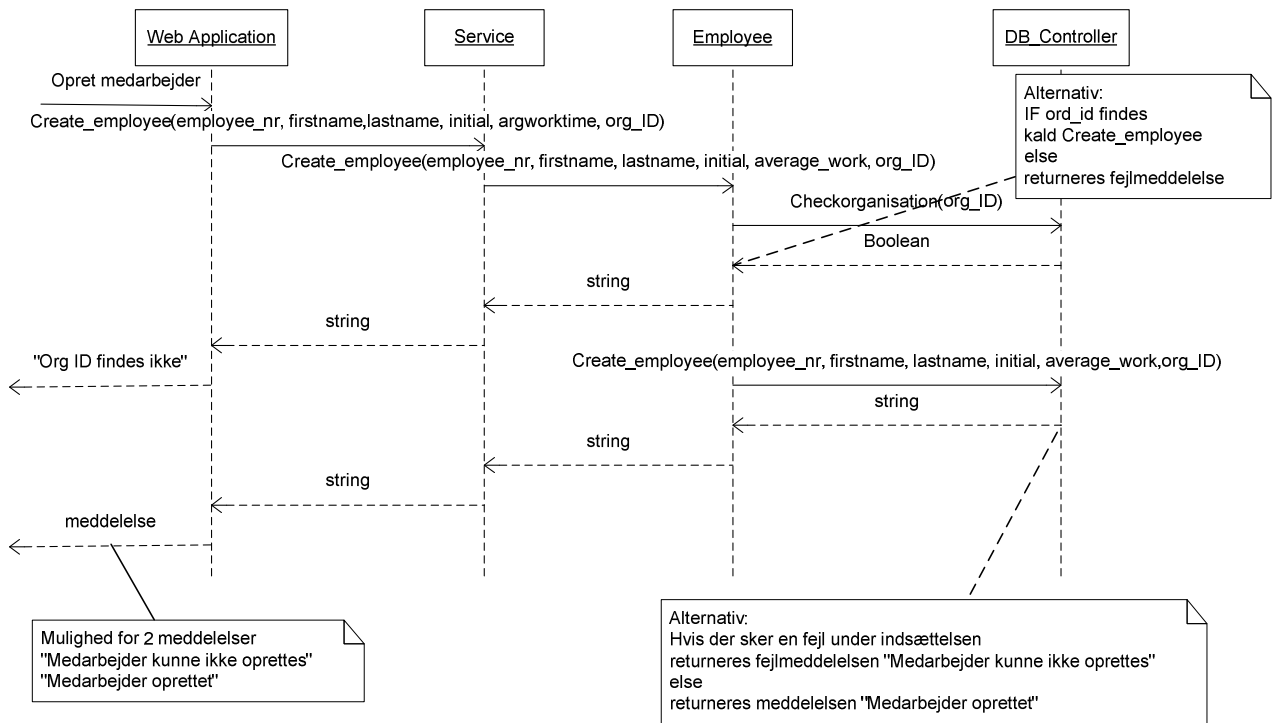 Web Application
Service
Employee
DB_Controller
Opret medarbejder
Alternativ:
IF ord_id findes
kald Create_employee
else
returneres fejlmeddelelse
Create_employee(employee_nr, firstname,lastname, initial, argworktime, org_ID)
Create_employee(employee_nr, firstname, lastname, initial, average_work, org_ID)
Checkorganisation(org_ID)
Boolean
string
string
"Org ID findes ikke"
Create_employee(employee_nr, firstname, lastname, initial, average_work,org_ID)
string
string
string
meddelelse
Mulighed for 2 meddelelser
"Medarbejder kunne ikke oprettes"
"Medarbejder oprettet"
Alternativ:
Hvis der sker en fejl under indsættelsen
returneres fejlmeddelelsen "Medarbejder kunne ikke oprettes"
else
returneres meddelelsen "Medarbejder oprettet"